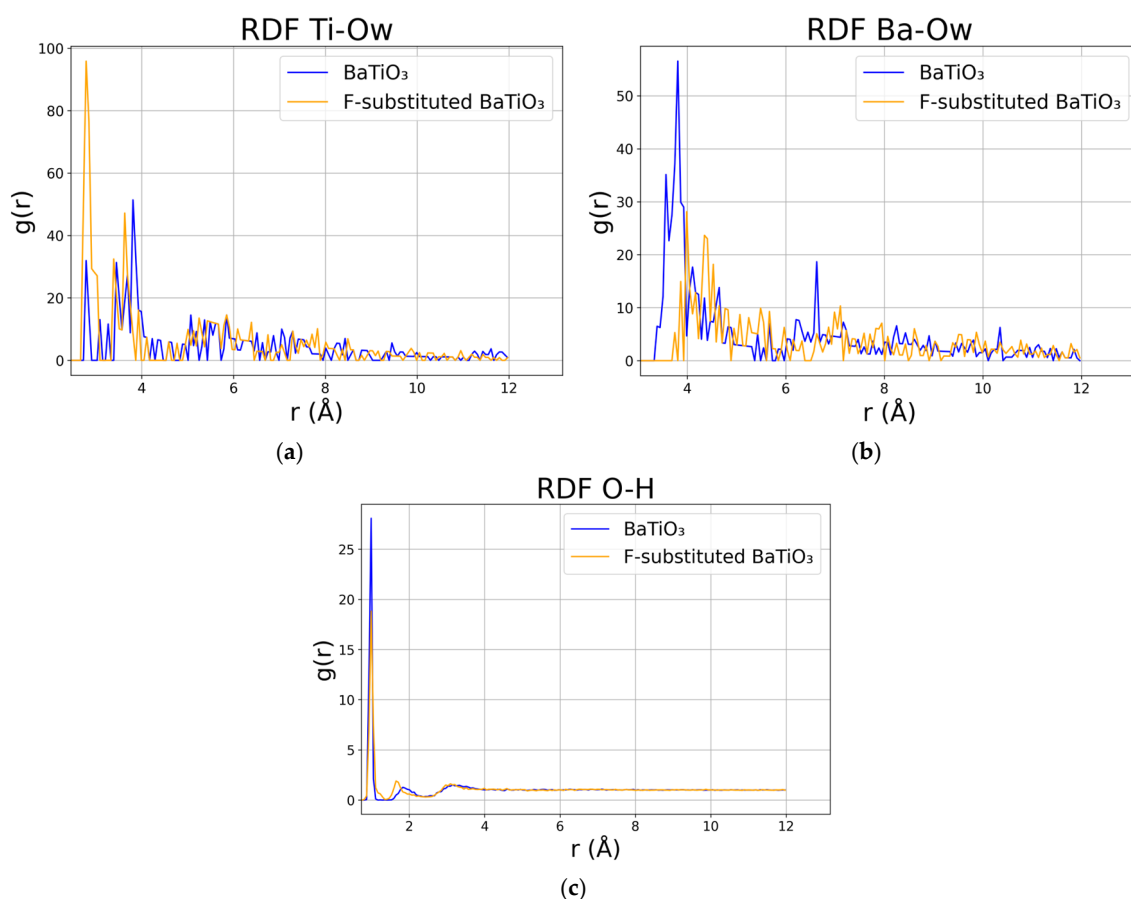 RDF Ti-Ow
BaTiO₃
F-substituted BaTiO₃
g(r)
100
80
60
40
20
0
4 6 8 10 12
r (Å)
(a)
RDF Ba-Ow
BaTiO₃
F-substituted BaTiO₃
g(r)
50
40
30
20
10
0
4 6 8 10 12
r (Å)
(b)
RDF O-H
BaTiO₃
F-substituted BaTiO₃
g(r)
25
20
15
10
5
0
2 4 6 8 10 12
r (Å)
(c)